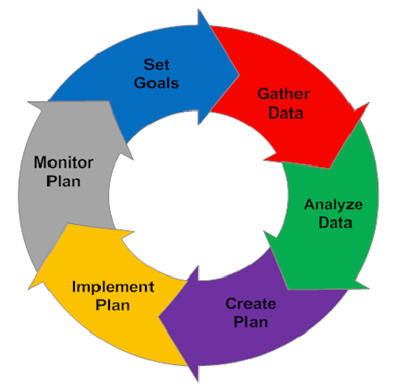 Set
Goals
Gather
Data
Analyze
Data
Create
Plan
Implement
Plan
Monitor
Plan